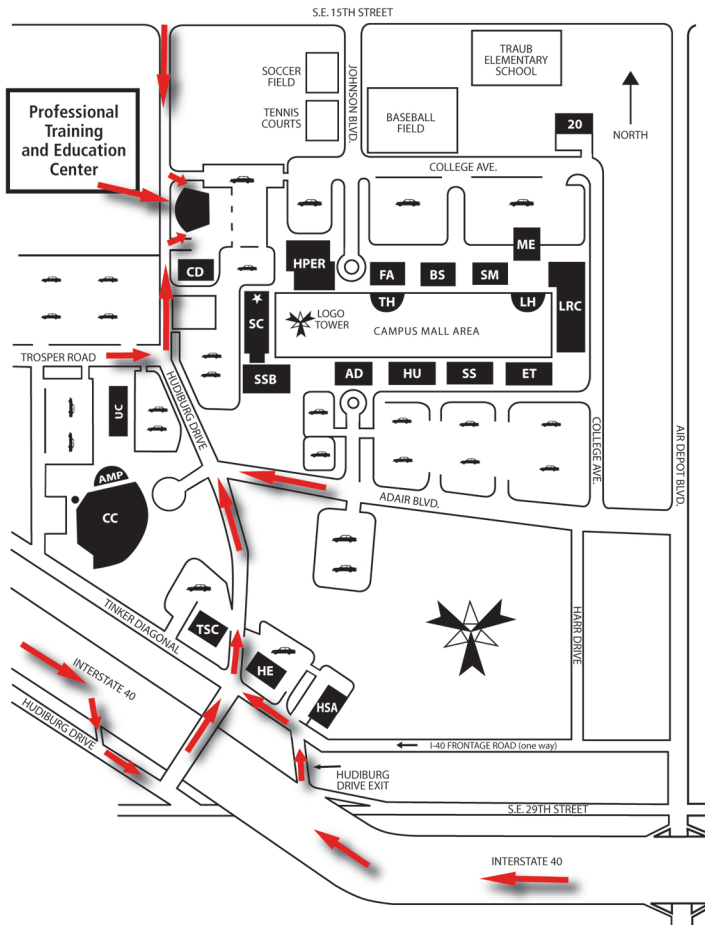 S.E. 15TH STREET
TRAUB
ELEMENTARY
SCHOOL
SOCCER
FIELD
JOHNSON BLVD.
Professional
Training
and Education
Center
TENNIS
COURTS
BASEBALL
FIELD
20
NORTH
COLLEGE AVE.
ME
HPER
CD
FA
BS
SM
LRC
TH
LH
SC
LOGO
TOWER
CAMPUS MALL AREA
TROSPER ROAD
SSB
AD
HU
SS
ET
HUDIBURG DRIVE
UC
COLLEGE AVE.
AIR DEPOT BLVD.
AMP
ADAIR BLVD.
CC
TINKER DIAGONAL
TSC
HARR DRIVE
HE
INTERSTATE 40
HSA
HUDIBURG DRIVE
I-40 FRONTAGE ROAD (one way)
HUDIBURG
DRIVE EXIT
S.E. 29TH STREET
INTERSTATE 40